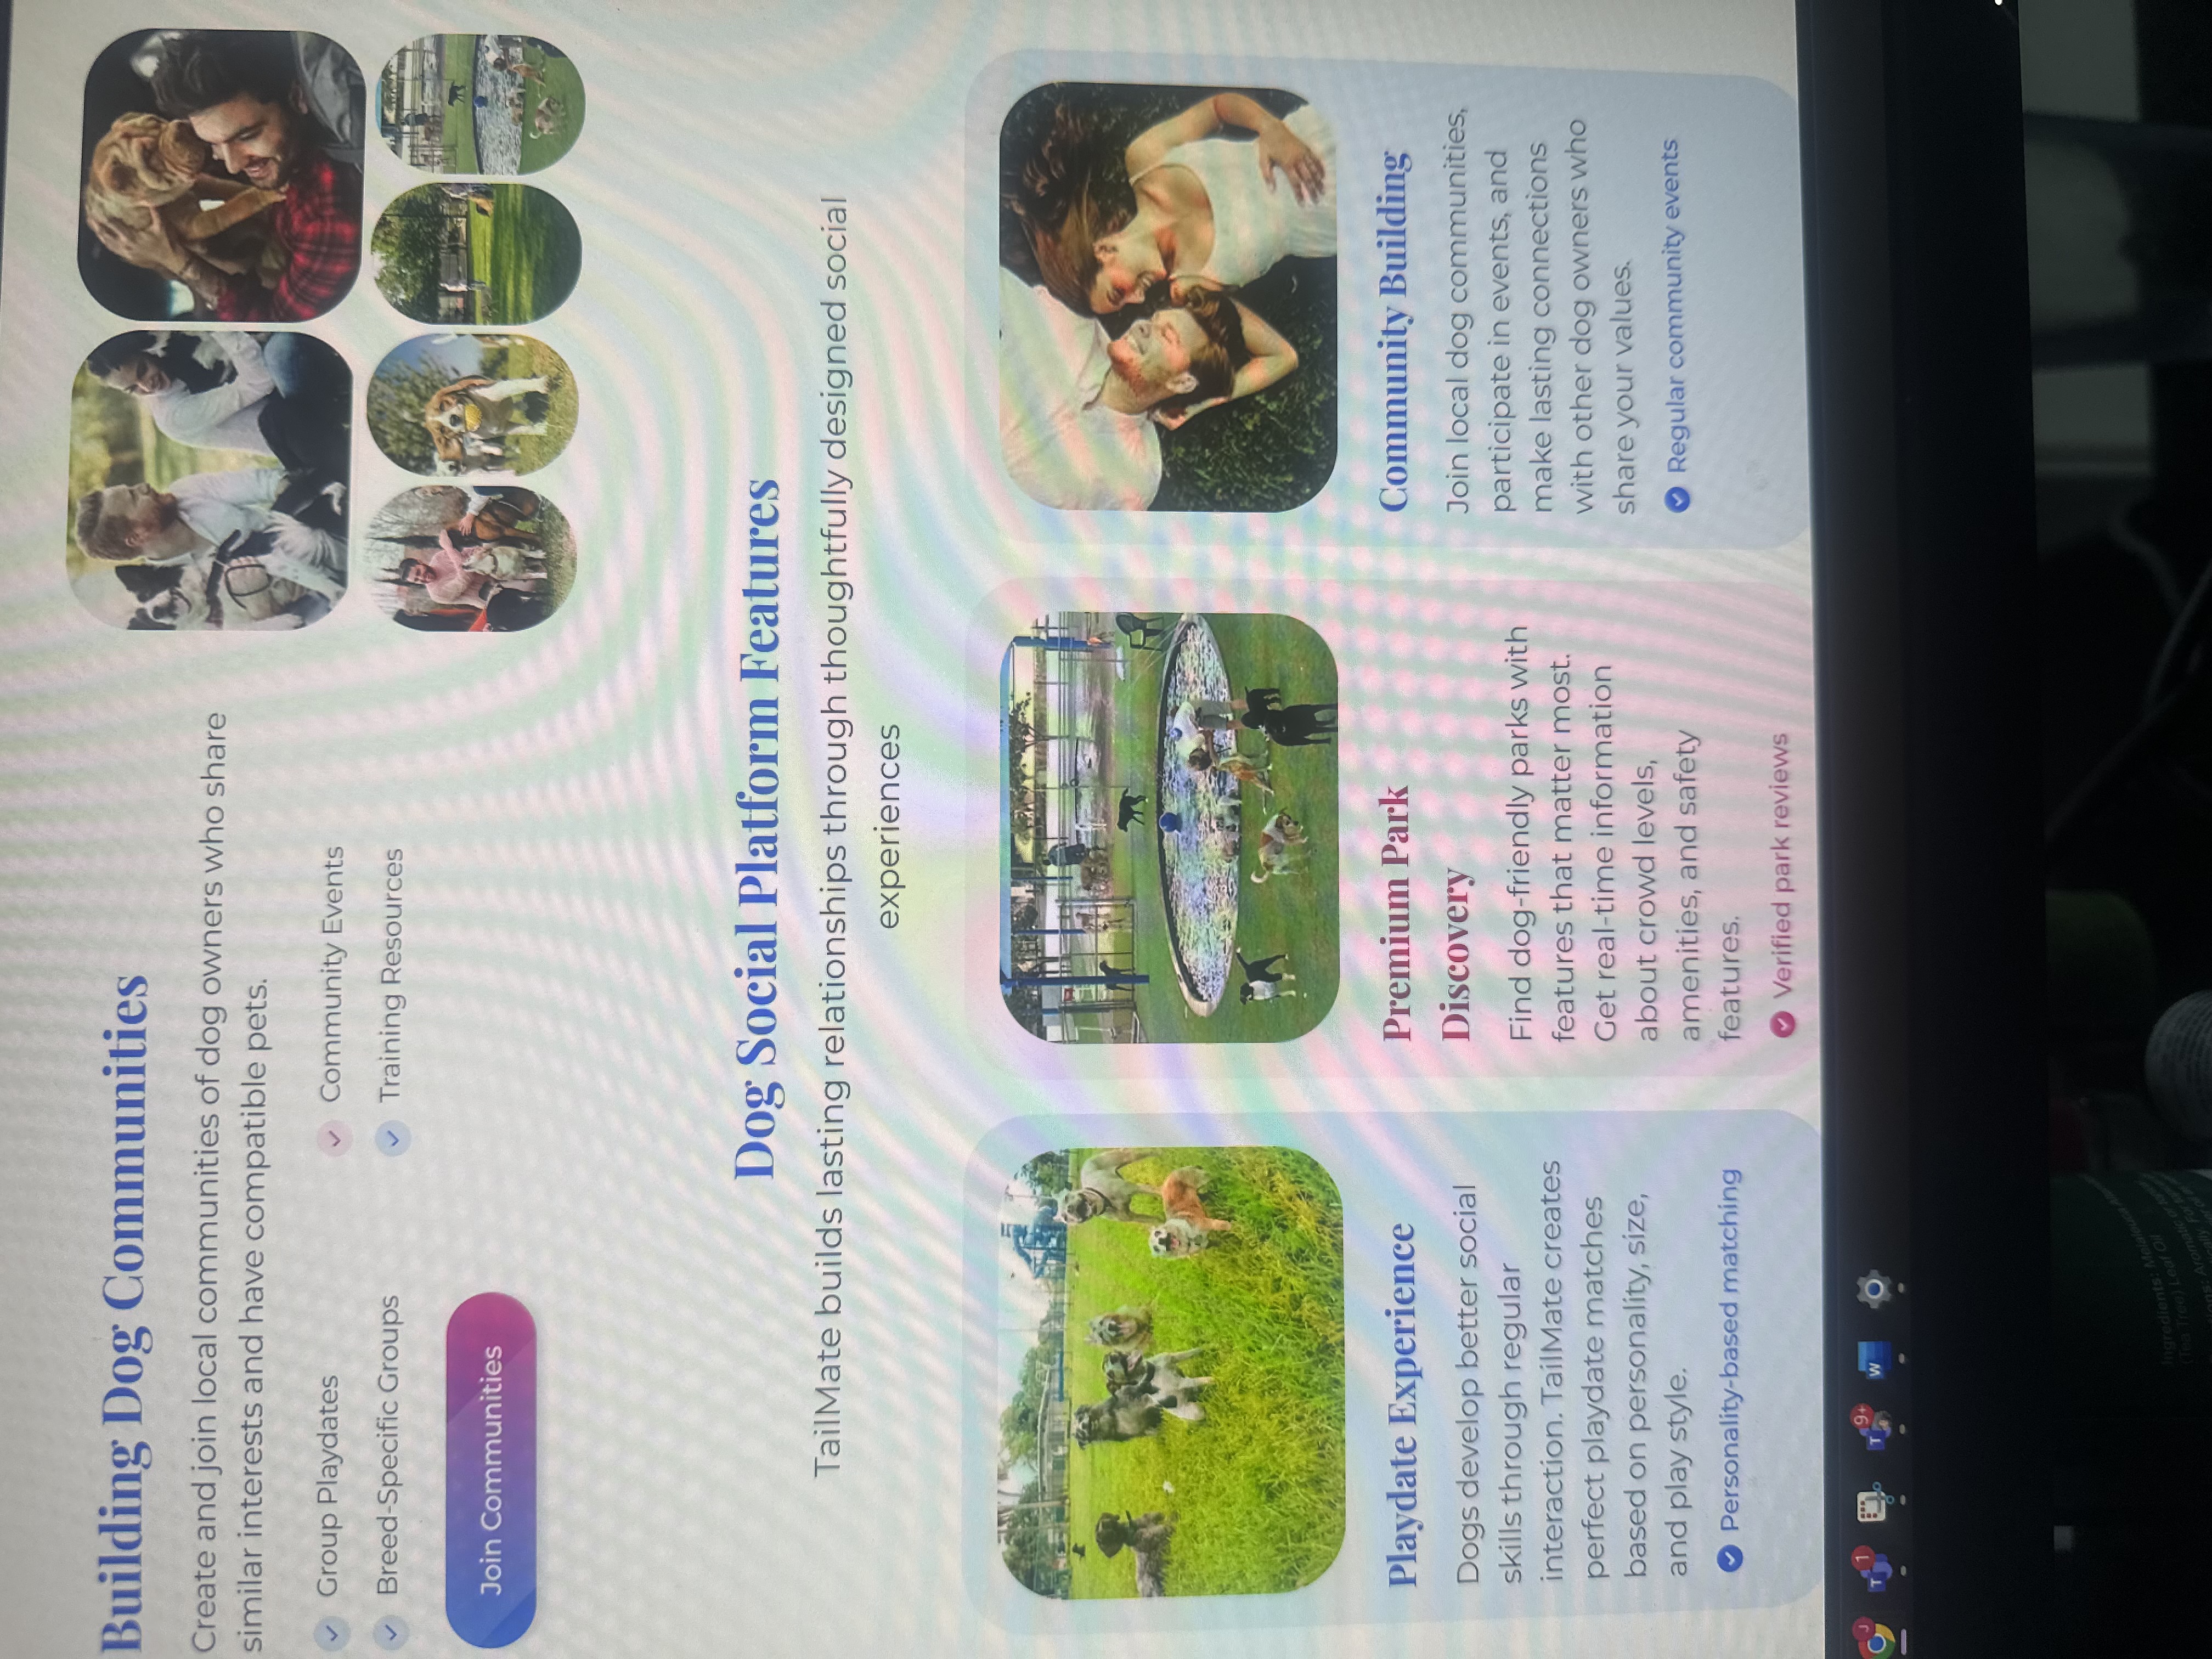 Building Dog Communities
Create and join local communities of dog owners who share
similar interests and have compatible pets.
Group Playdates
Community Events
Breed-Specific Groups
Training Resources
Join Communities
Dog Social Platform Features
TailMate builds lasting relationships through thoughtfully designed social
experiences
Playdate Experience
Dogs develop better social
skills through regular
interaction. TailMate creates
perfect playdate matches
based on personality, size,
and play style.
Personality-based matching
Premium Park
Discovery
Find dog-friendly parks with
features that matter most.
Get real-time information
about crowd levels,
amenities, and safety
features.
Verified park reviews
Community Building
Join local dog communities,
participate in events, and
make lasting connections
with other dog owners who
share your values.
Regular community events
J
T 1
T 9+
W
Ingredients: Melaleuca
(Tea Tree) Leaf Oil
Aromatic or